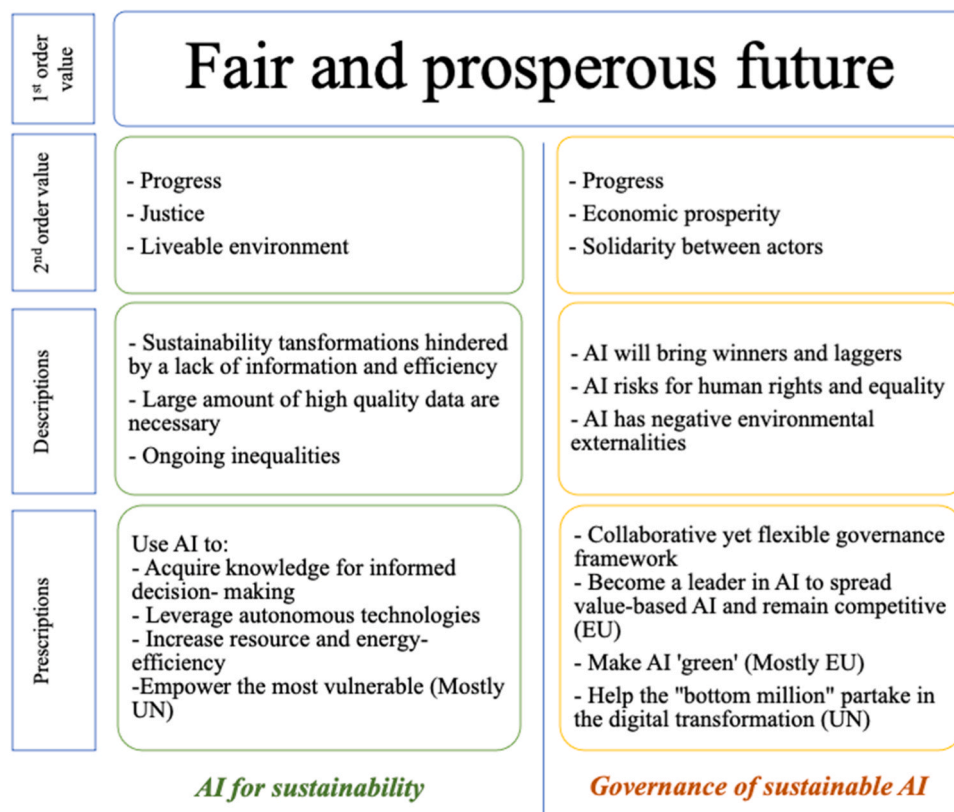 1st order value
Fair and prosperous future
2nd order value
- Progress
- Justice
- Liveable environment
- Progress
- Economic prosperity
- Solidarity between actors
Descriptions
- Sustainability tansformations hindered
by a lack of information and efficiency
- Large amount of high quality data are
necessary
- Ongoing inequalities
- AI will bring winners and laggers
- AI risks for human rights and equality
- AI has negative environmental
externalities
Prescriptions
Use AI to:
- Acquire knowledge for informed
decision- making
- Leverage autonomous technologies
- Increase resource and energy-
efficiency
-Empower the most vulnerable (Mostly
UN)
- Collaborative yet flexible governance
framework
- Become a leader in AI to spread
value-based AI and remain competitive
(EU)
- Make AI 'green' (Mostly EU)
- Help the "bottom million" partake in
the digital transformation (UN)
AI for sustainability
Governance of sustainable AI